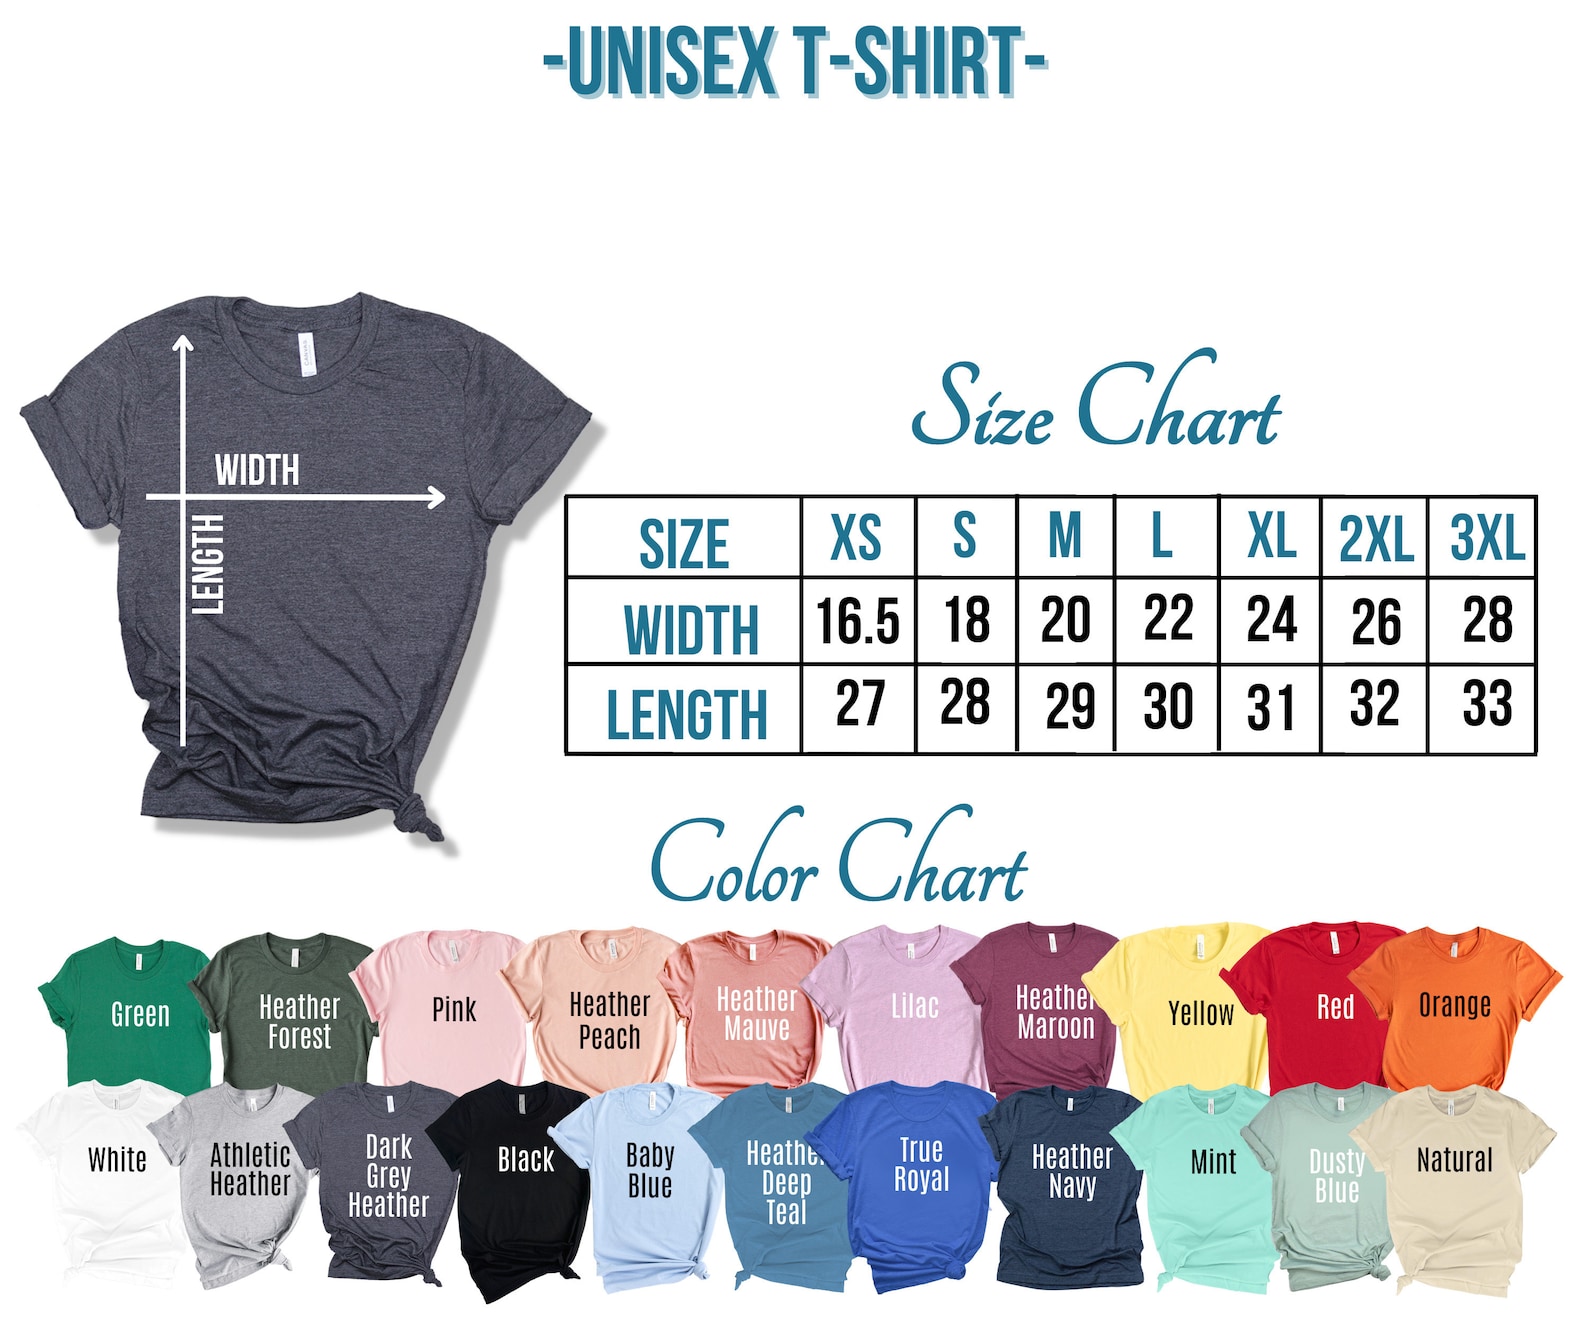 -UNISEX T-SHIRT-
WIDTH
LENGTH
CANVAS
Size Chart
SIZE XS S M L XL 2XL 3XL
WIDTH 16.5 18 20 22 24 26 28
LENGTH 27 28 29 30 31 32 33
Color Chart
Green
Heather
Forest
Pink
Heather
Peach
Heather
Mauve
Lilac
Heather
Maroon
Yellow
Red
Orange
White
Athletic
Heather
Dark
Grey
Heather
Black
Baby
Blue
Heather
Deep
Teal
True
Royal
Heather
Navy
Mint
Dusty
Blue
Natural